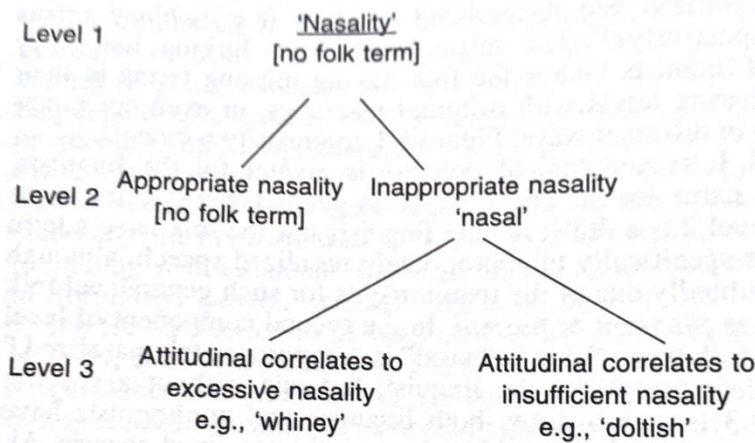 Level 1
'Nasality'
[no folk term]
Level 2
Appropriate nasality
[no folk term]
Inappropriate nasality
'nasal'
Level 3
Attitudinal correlates to
excessive nasality
e.g., 'whiney'
Attitudinal correlates to
insufficient nasality
e.g., 'doltish'